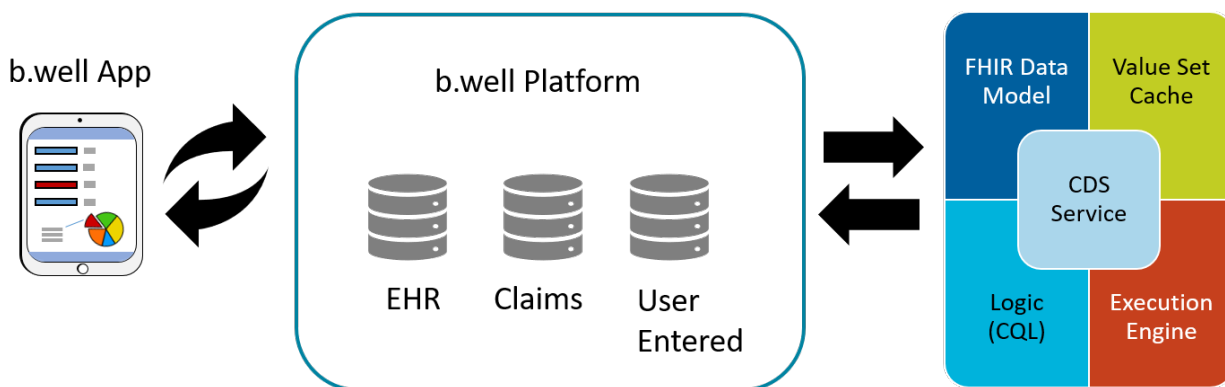 b.well App
b.well Platform
EHR
Claims
User
Entered
FHIR Data
Model
Value Set
Cache
CDS
Service
Logic
(CQL)
Execution
Engine